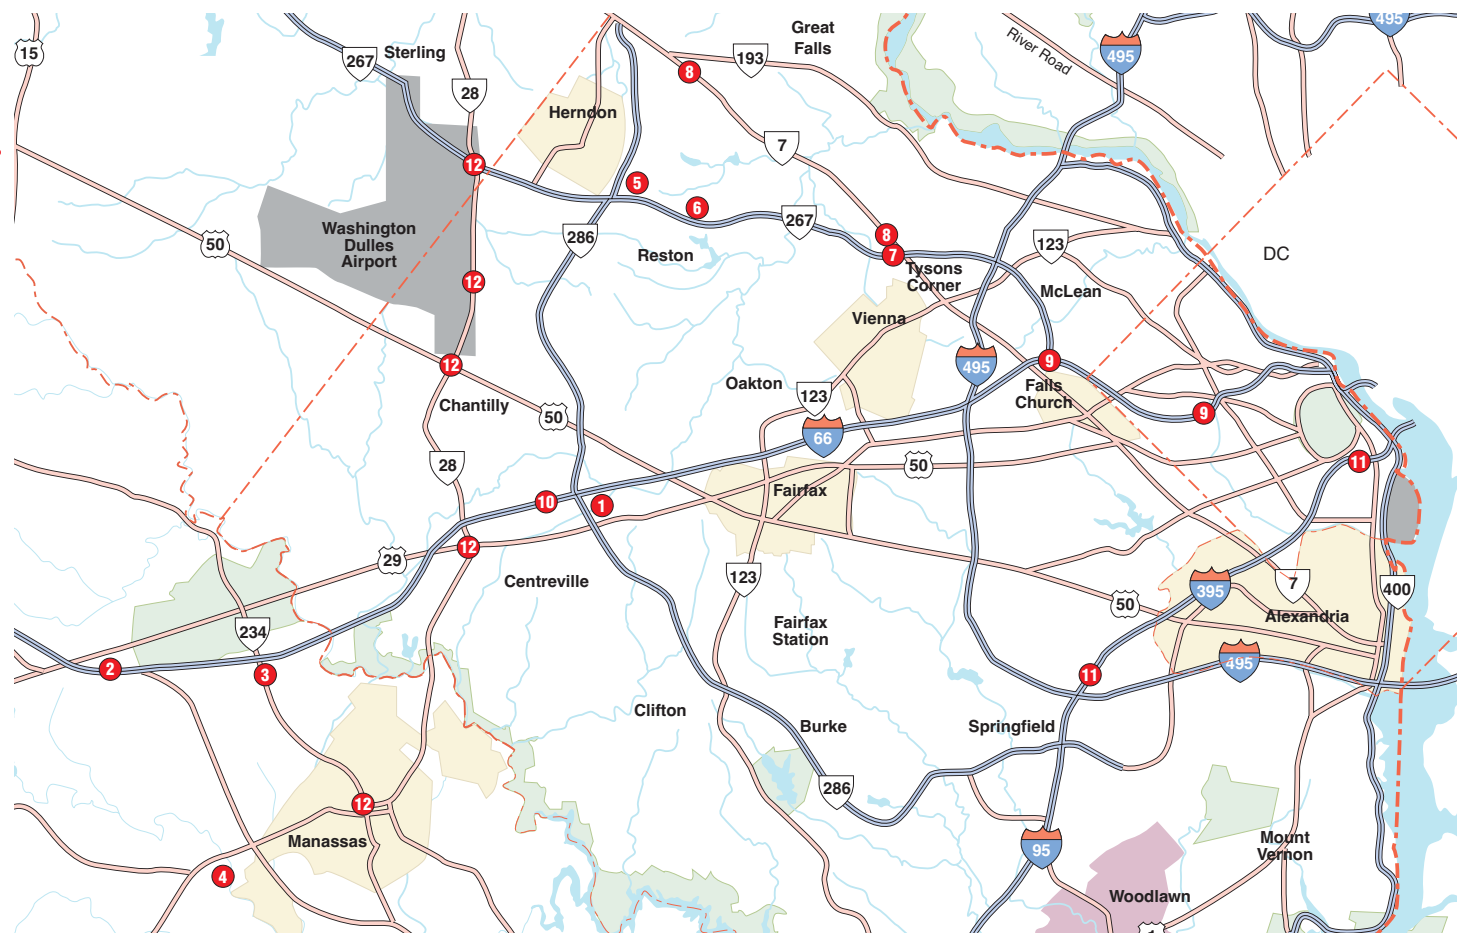 Great
Falls
River Road
495
495
15
Sterling
267
193
8
28
Herndon
7
12
5
6
267
Washington
Dulles
Airport
50
286
Reston
8
7
Tysons
Corner
123
McLean
DC
12
Vienna
12
495
9
Oakton
123
Falls
Church
Chantilly
50
66
9
28
50
11
Fairfax
10
1
12
29
Centreville
123
50
395
7
400
Alexandria
234
Fairfax
Station
495
2
3
11
Clifton
Burke
Springfield
286
12
Manassas
95
Mount
Vernon
4
Woodlawn
1